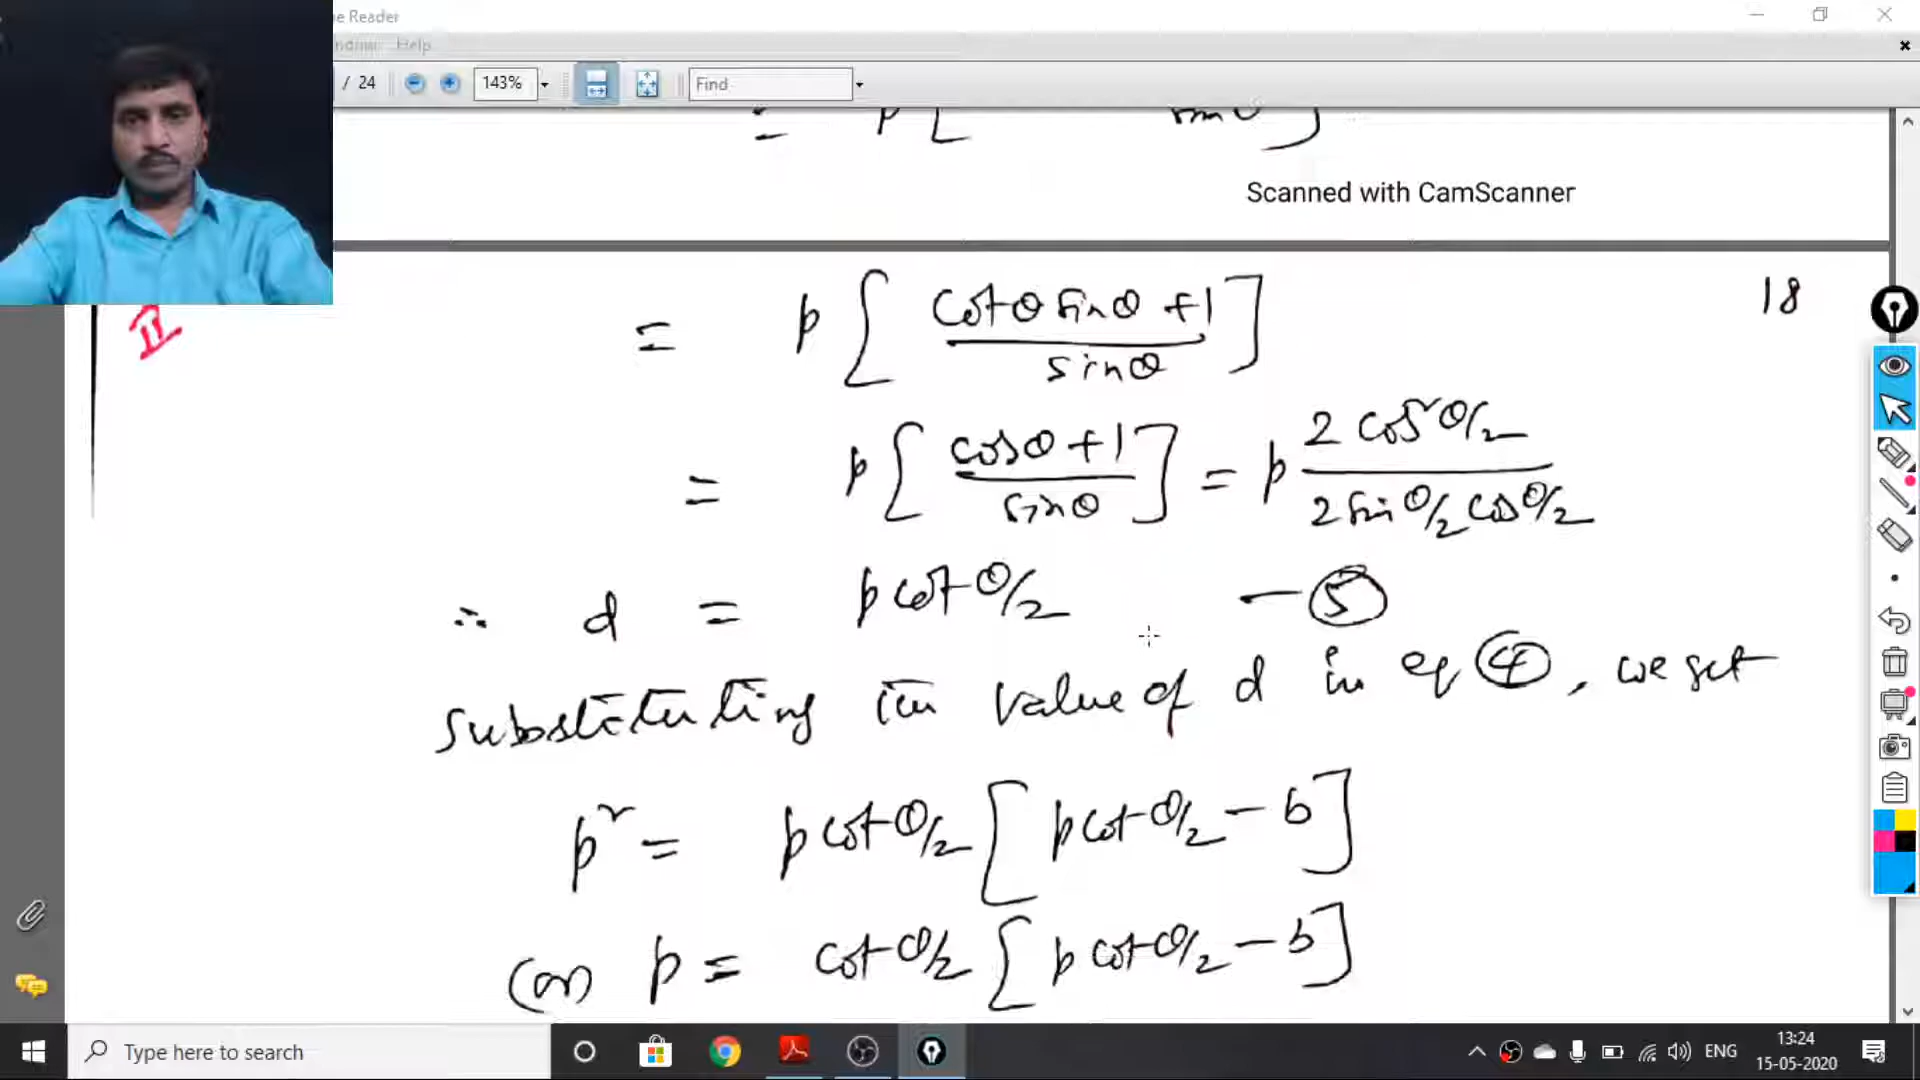 e Reader
Help
/ 24
143%
Find
sinθ ]
= p [
Scanned with CamScanner
18
II
= p [ cotθ sinθ + 1 / sinθ ]
= p [ cosθ + 1 / sinθ ] = p 2 cos²θ/2 / 2 sinθ/2 cosθ/2
∴ d = p cot θ/2 — ⑤
substituting the value of d in eq ④, we get
p² = p cot θ/2 [ p cot θ/2 − b ]
(or) p = cot θ/2 [ p cot θ/2 − b ]
Type here to search
ENG
13:24
15-05-2020